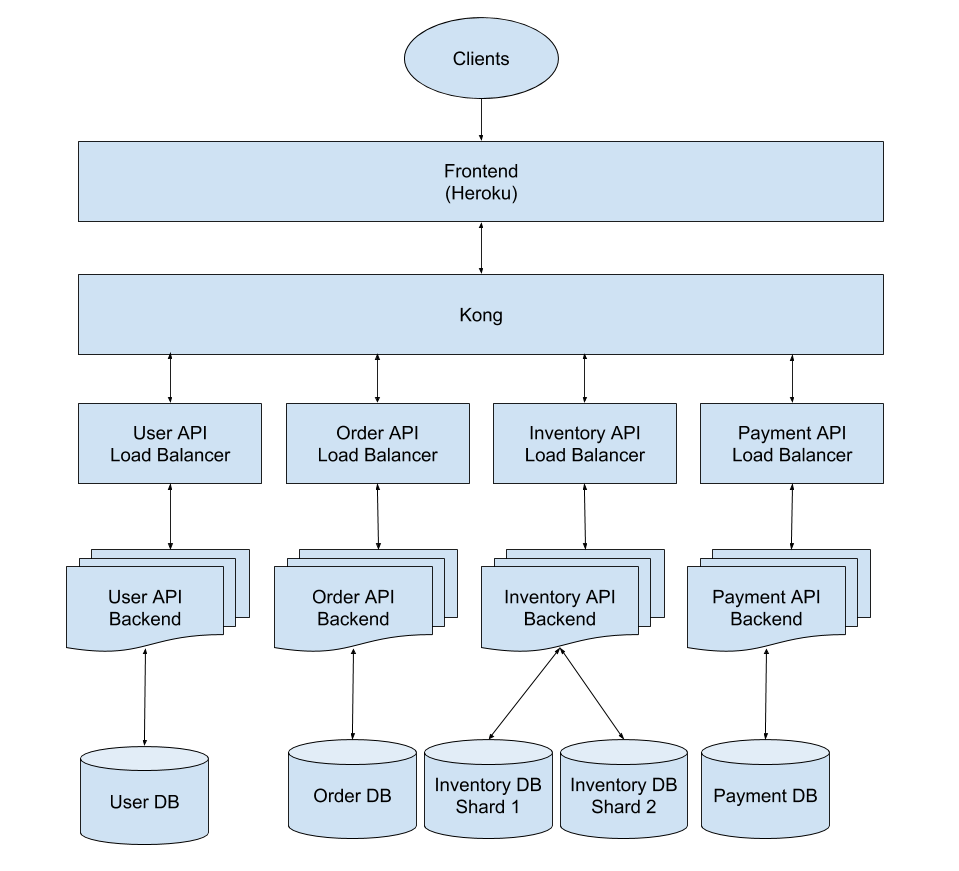 Clients
Frontend
(Heroku)
Kong
User API
Load Balancer
Order API
Load Balancer
Inventory API
Load Balancer
Payment API
Load Balancer
User API
Backend
Order API
Backend
Inventory API
Backend
Payment API
Backend
User DB
Order DB
Inventory DB
Shard 1
Inventory DB
Shard 2
Payment DB